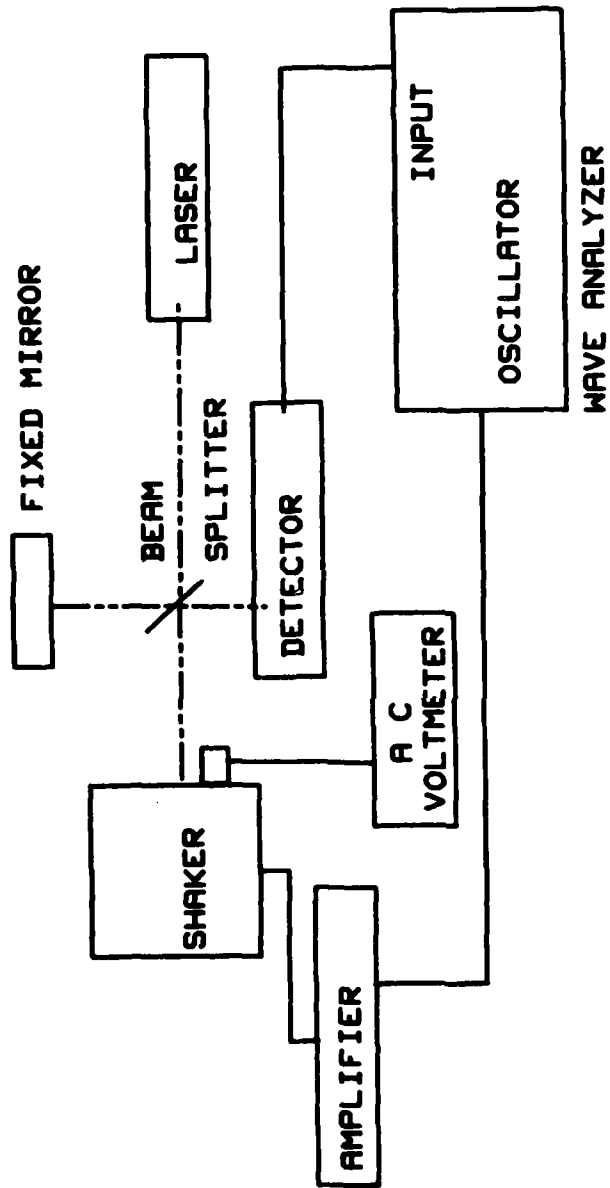 FIXED MIRROR
LASER
BEAM
SPLITTER
SHAKER
DETECTOR
A C
VOLTMETER
AMPLIFIER
INPUT
OSCILLATOR
WAVE ANALYZER